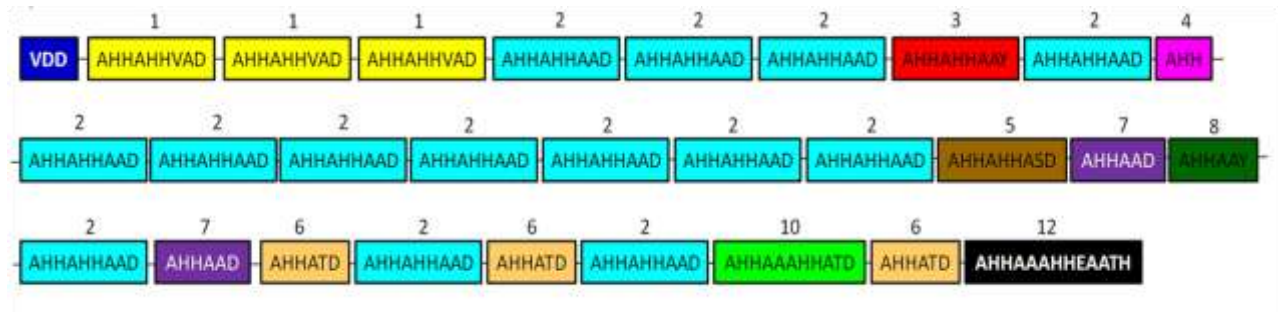 1 1 1 2 2 2 3 2 4
VDD AHHAHHVAD AHHAHHVAD AHHAHHVAD AHHAHHAAD AHHAHHAAD AHHAHHAAD AHHAHHAAY AHHAHHAAD AHH
2 2 2 2 2 2 2 5 7 8
AHHAHHAAD AHHAHHAAD AHHAHHAAD AHHAHHAAD AHHAHHAAD AHHAHHAAD AHHAHHAAD AHHAHHASD AHHAAD AHHAAY
2 7 6 2 6 2 10 6 12
AHHAHHAAD AHHAAD AHHATD AHHAHHAAD AHHATD AHHAHHAAD AHHAAAHHATD AHHATD AHHAAAHHEAATH